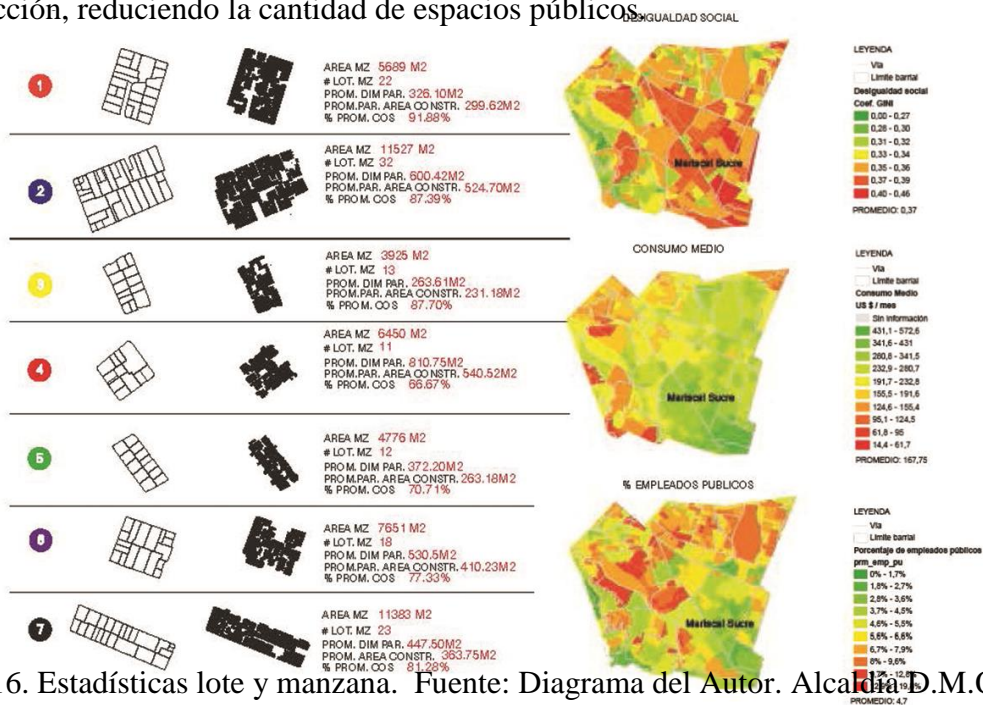 cción, reduciendo la cantidad de espacios públicos.
1
AREA MZ 5689 M2
# LOT. MZ 22
PROM. DIM PAR. 326.10M2
PROM.PAR. AREA CONSTR. 299.62M2
% PROM. COS 91.88%
2
AREA MZ 11527 M2
# LOT. MZ 32
PROM. DIM PAR. 600.42M2
PROM.PAR. AREA CONSTR. 524.70M2
% PROM. COS 87.39%
3
AREA MZ 3925 M2
# LOT. MZ 13
PROM. DIM PAR. 263.61M2
PROM.PAR. AREA CONSTR. 231.18M2
% PROM. COS 87.70%
4
AREA MZ 6450 M2
# LOT. MZ 11
PROM. DIM PAR. 810.75M2
PROM.PAR. AREA CONSTR. 540.52M2
% PROM. COS 66.67%
5
AREA MZ 4776 M2
# LOT. MZ 12
PROM. DIM PAR. 372.20M2
PROM.PAR. AREA CONSTR. 263.18M2
% PROM. COS 70.71%
6
AREA MZ 7651 M2
# LOT. MZ 18
PROM. DIM PAR. 530.5M2
PROM.PAR. AREA CONSTR. 410.23M2
% PROM. COS 77.33%
7
AREA MZ 11383 M2
# LOT. MZ 23
PROM. DIM PAR. 447.50M2
PROM. AREA CONSTR. 363.75M2
% PROM. COS 81.28%
DESIGUALDAD SOCIAL
Mariscal Sucre
LEYENDA
Vía
Límite barrial
Desigualdad social
Coef. GINI
0,00 - 0,27
0,28 - 0,30
0,31 - 0,32
0,33 - 0,34
0,35 - 0,36
0,37 - 0,39
0,40 - 0,46
PROMEDIO: 0,37
CONSUMO MEDIO
Mariscal Sucre
LEYENDA
Vía
Límite barrial
Consumo Medio
US $ / mes
Sin información
431,1 - 572,6
341,6 - 431
280,8 - 341,5
232,9 - 280,7
191,7 - 232,8
155,5 - 191,6
124,6 - 155,4
95,1 - 124,5
61,8 - 95
14,4 - 61,7
PROMEDIO: 167,75
% EMPLEADOS PUBLICOS
Mariscal Sucre
LEYENDA
Vía
Límite barrial
Porcentaje de empleados públicos
prm_emp_pu
0% - 1,7%
1,8% - 2,7%
2,8% - 3,6%
3,7% - 4,5%
4,6% - 5,5%
5,6% - 6,6%
6,7% - 7,9%
8% - 9,6%
PROMEDIO: 4,7
16. Estadísticas lote y manzana. Fuente: Diagrama del Autor. Alcaldía D.M.